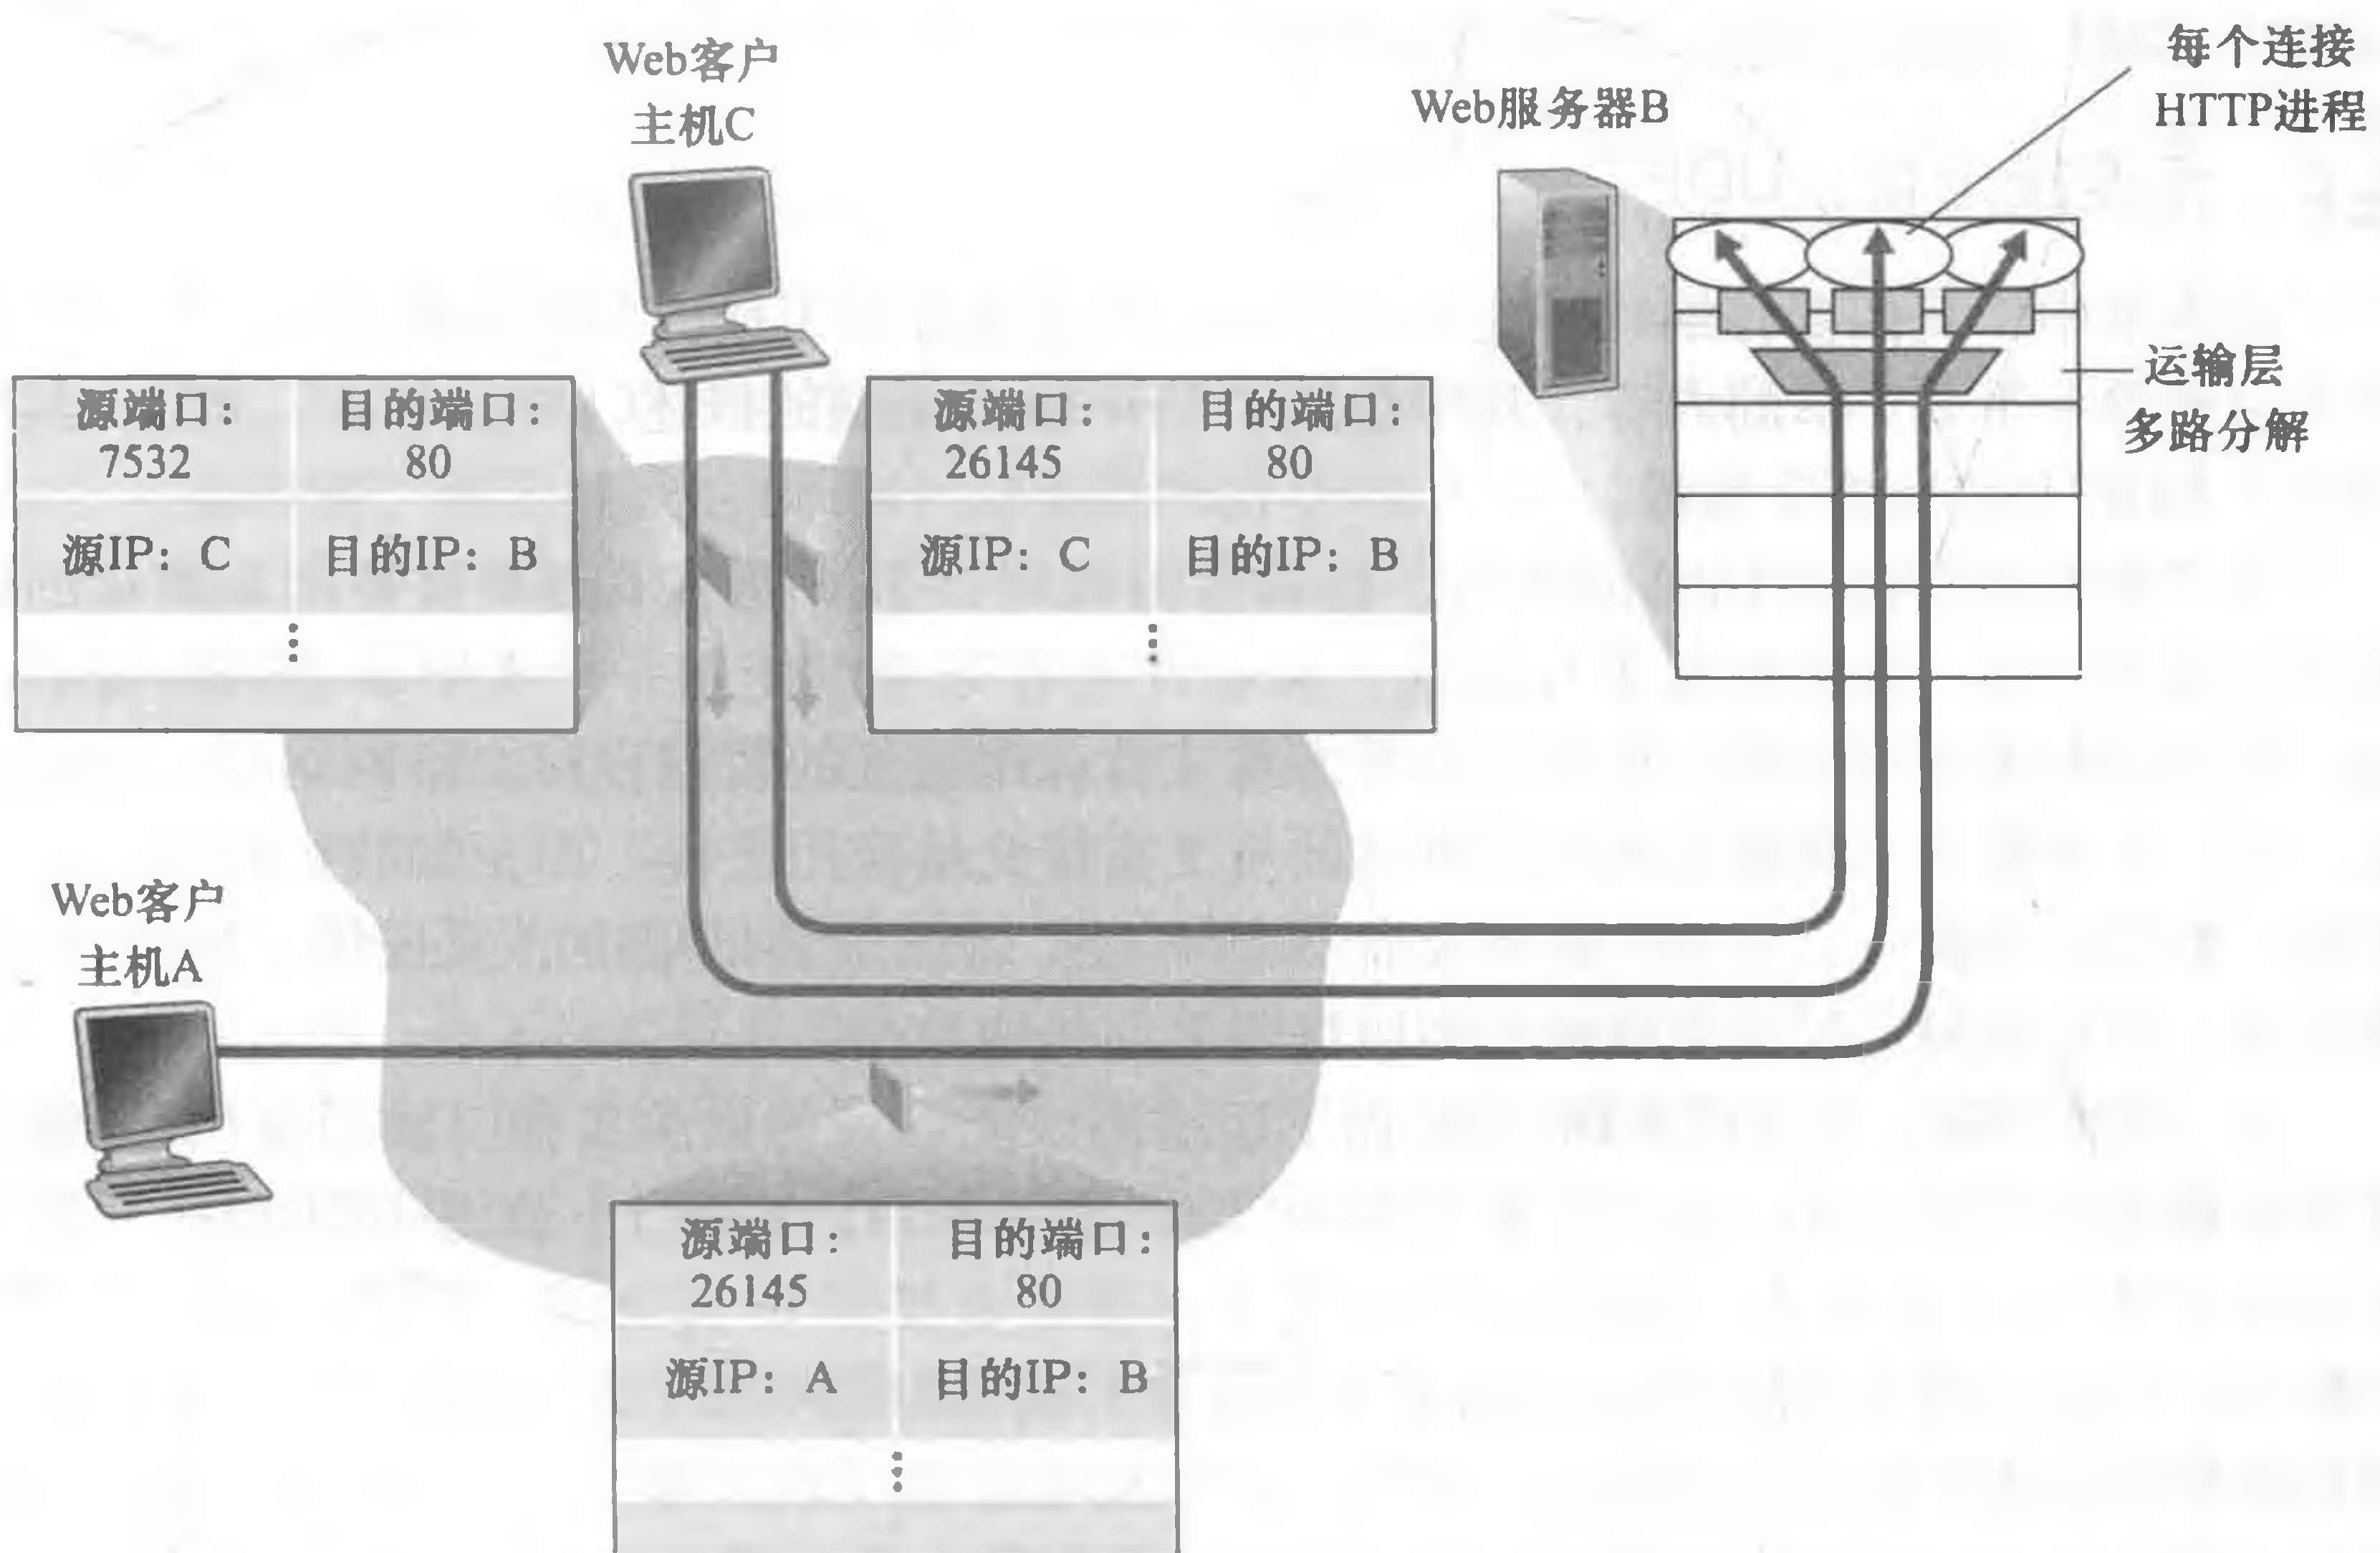 Web客户
主机C
Web服务器B
每个连接
HTTP进程
运输层
多路分解
源端口: 目的端口:
7532 80
源IP: C 目的IP: B
源端口: 目的端口:
26145 80
源IP: C 目的IP: B
Web客户
主机A
源端口: 目的端口:
26145 80
源IP: A 目的IP: B